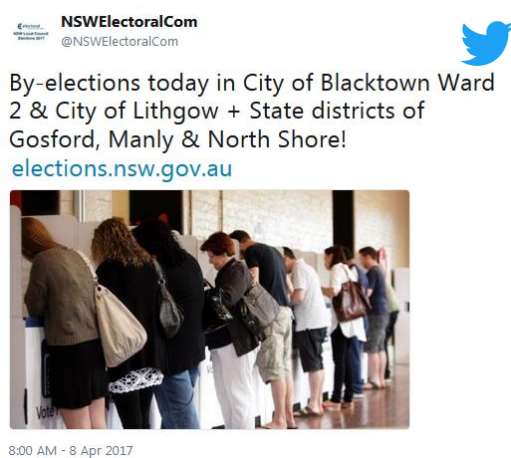 NSWElectoralCom
@NSWElectoralCom
By-elections today in City of Blacktown Ward
2 & City of Lithgow + State districts of
Gosford, Manly & North Shore!
elections.nsw.gov.au
Vote
8:00 AM - 8 Apr 2017